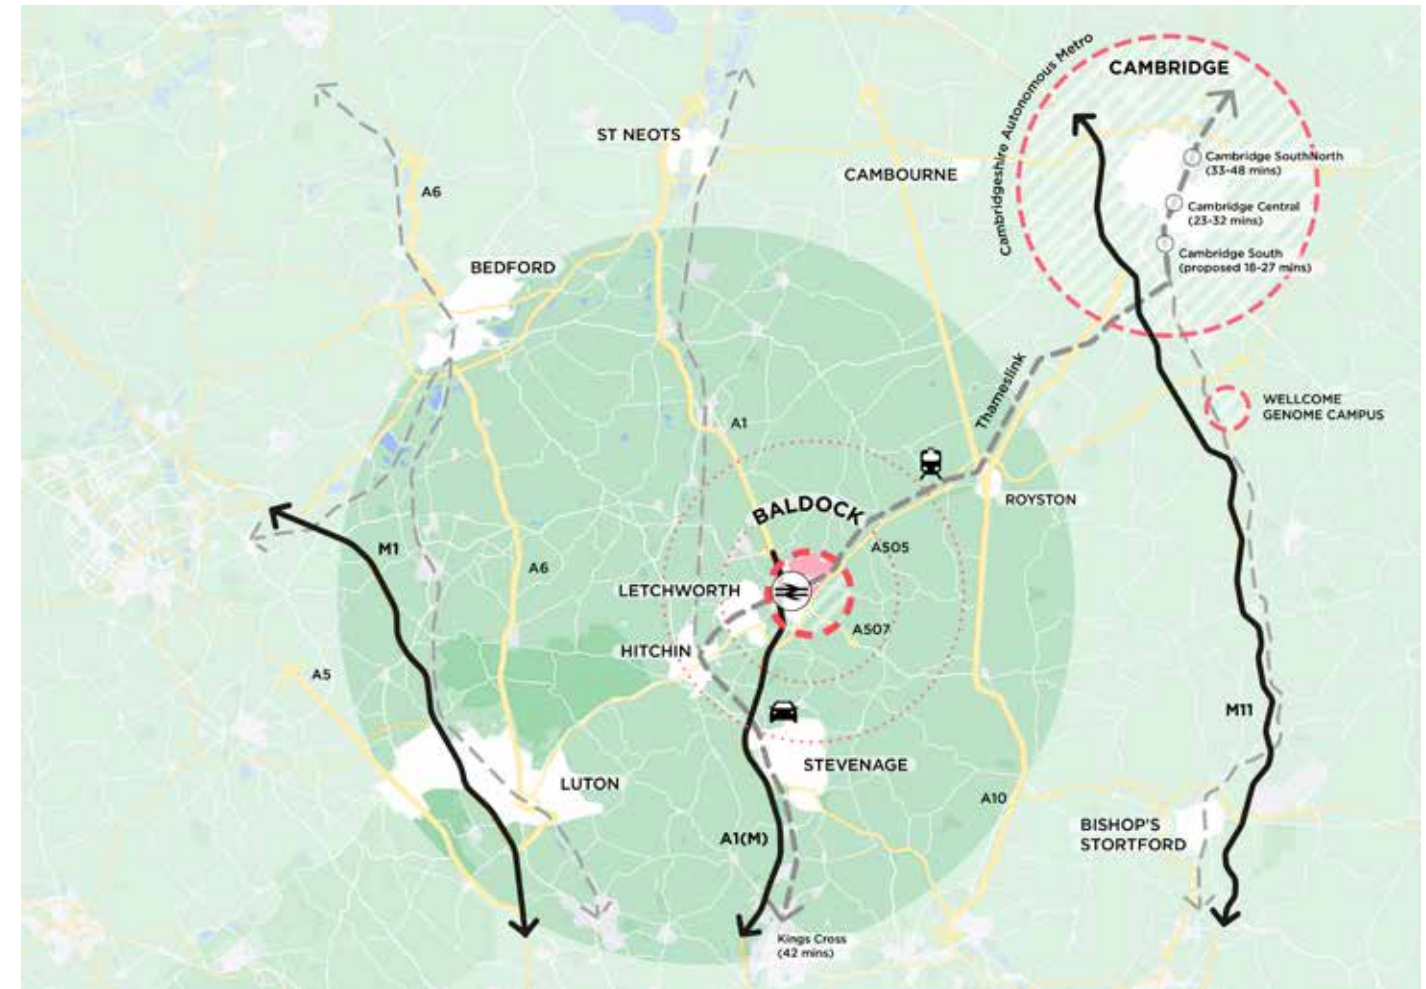 Cambridgeshire Autonomous Metro
CAMBRIDGE
ST NEOTS
CAMBOURNE
Cambridge SouthNorth
(33-48 mins)
A6
Cambridge Central
(23-32 mins)
Cambridge South
(proposed 18-27 mins)
BEDFORD
Thameslink
WELLCOME
GENOME CAMPUS
A1
ROYSTON
BALDOCK
M1
A505
A6
LETCHWORTH
A507
HITCHIN
A5
M11
STEVENAGE
LUTON
A10
A1(M)
BISHOP'S
STORTFORD
Kings Cross
(42 mins)